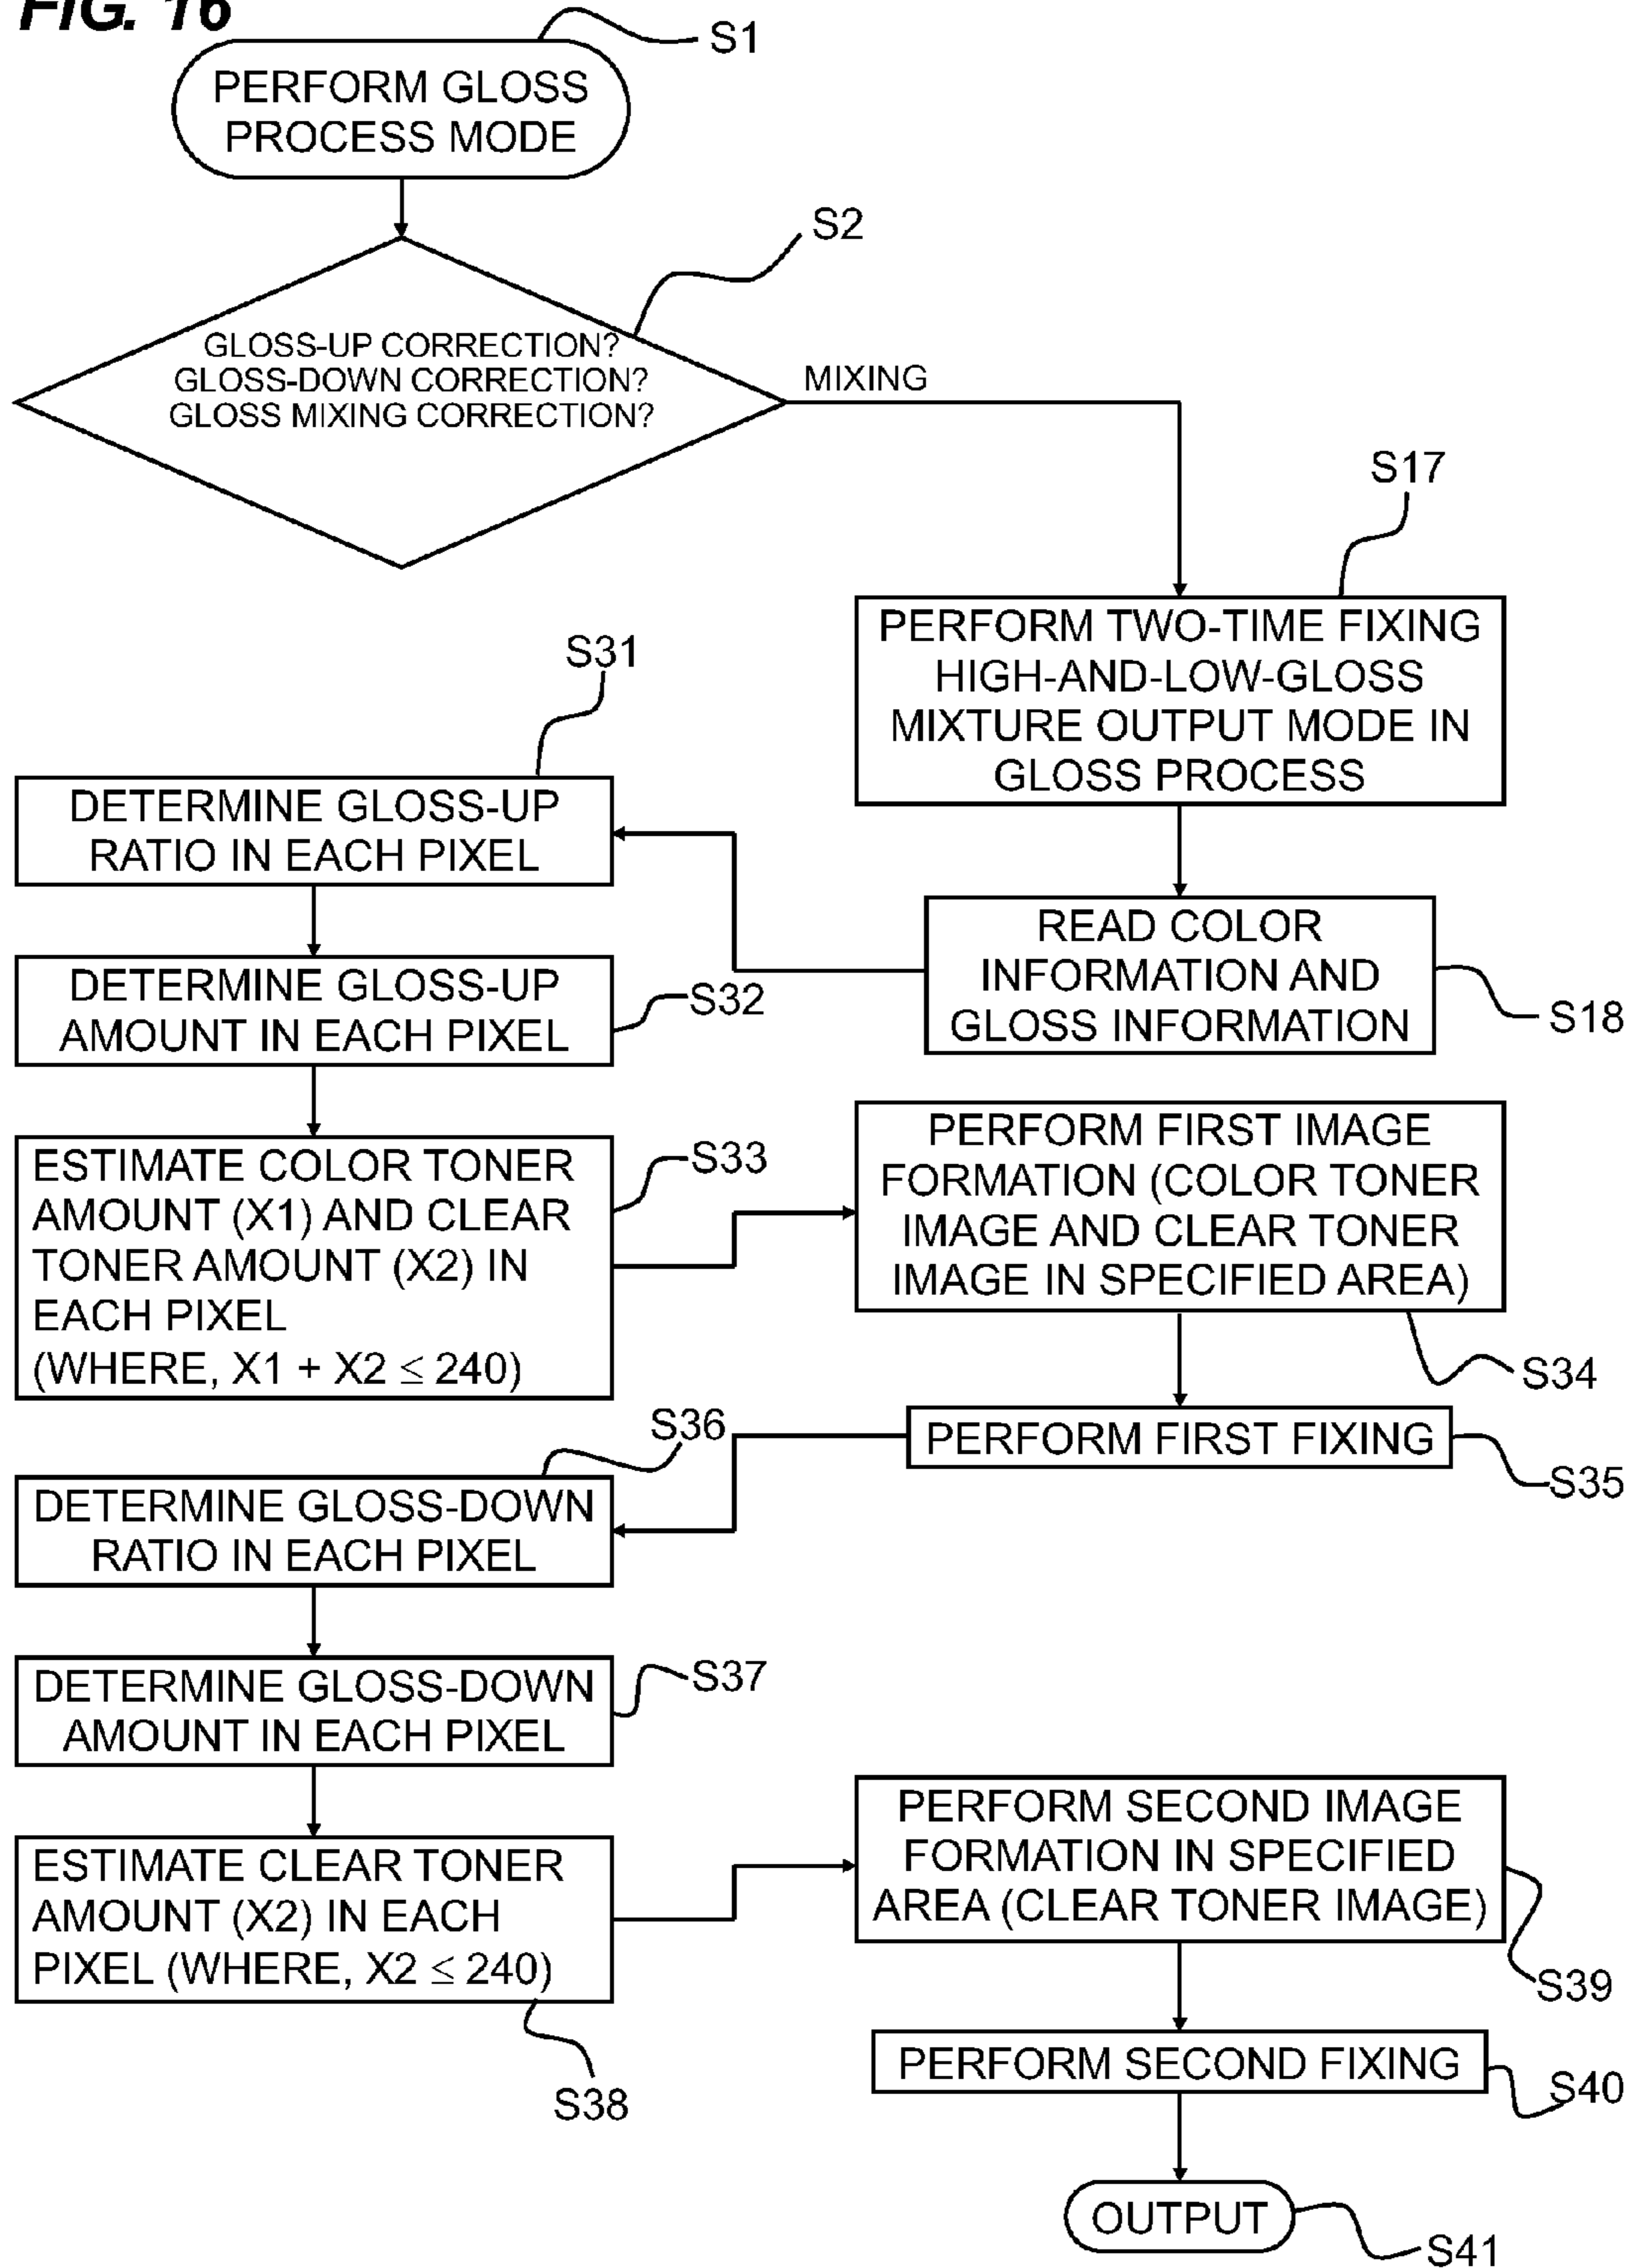 FIG. 16
S1
PERFORM GLOSS
PROCESS MODE
S2
GLOSS-UP CORRECTION?
GLOSS-DOWN CORRECTION?
GLOSS MIXING CORRECTION?
MIXING
S17
PERFORM TWO-TIME FIXING
HIGH-AND-LOW-GLOSS
MIXTURE OUTPUT MODE IN
GLOSS PROCESS
READ COLOR
INFORMATION AND
GLOSS INFORMATION
S18
S31
DETERMINE GLOSS-UP
RATIO IN EACH PIXEL
DETERMINE GLOSS-UP
AMOUNT IN EACH PIXEL
S32
ESTIMATE COLOR TONER
AMOUNT (X1) AND CLEAR
TONER AMOUNT (X2) IN
EACH PIXEL
(WHERE, X1 + X2 ≤ 240)
S33
PERFORM FIRST IMAGE
FORMATION (COLOR TONER
IMAGE AND CLEAR TONER
IMAGE IN SPECIFIED AREA)
S34
PERFORM FIRST FIXING
S35
S36
DETERMINE GLOSS-DOWN
RATIO IN EACH PIXEL
DETERMINE GLOSS-DOWN
AMOUNT IN EACH PIXEL
S37
ESTIMATE CLEAR TONER
AMOUNT (X2) IN EACH
PIXEL (WHERE, X2 ≤ 240)
S38
PERFORM SECOND IMAGE
FORMATION IN SPECIFIED
AREA (CLEAR TONER IMAGE)
S39
PERFORM SECOND FIXING
S40
OUTPUT
S41